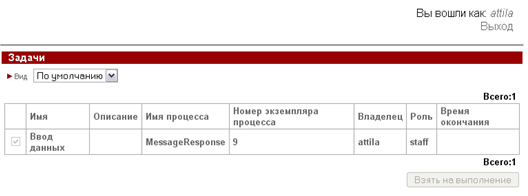 Вы вошли как: attila
Выход
Задачи
Вид По умолчанию
Всего:1
Имя Описание Имя процесса Номер экземпляра процесса Владелец Роль Время окончания
Ввод данных MessageResponse 9 attila staff
Всего:1
Взять на выполнение